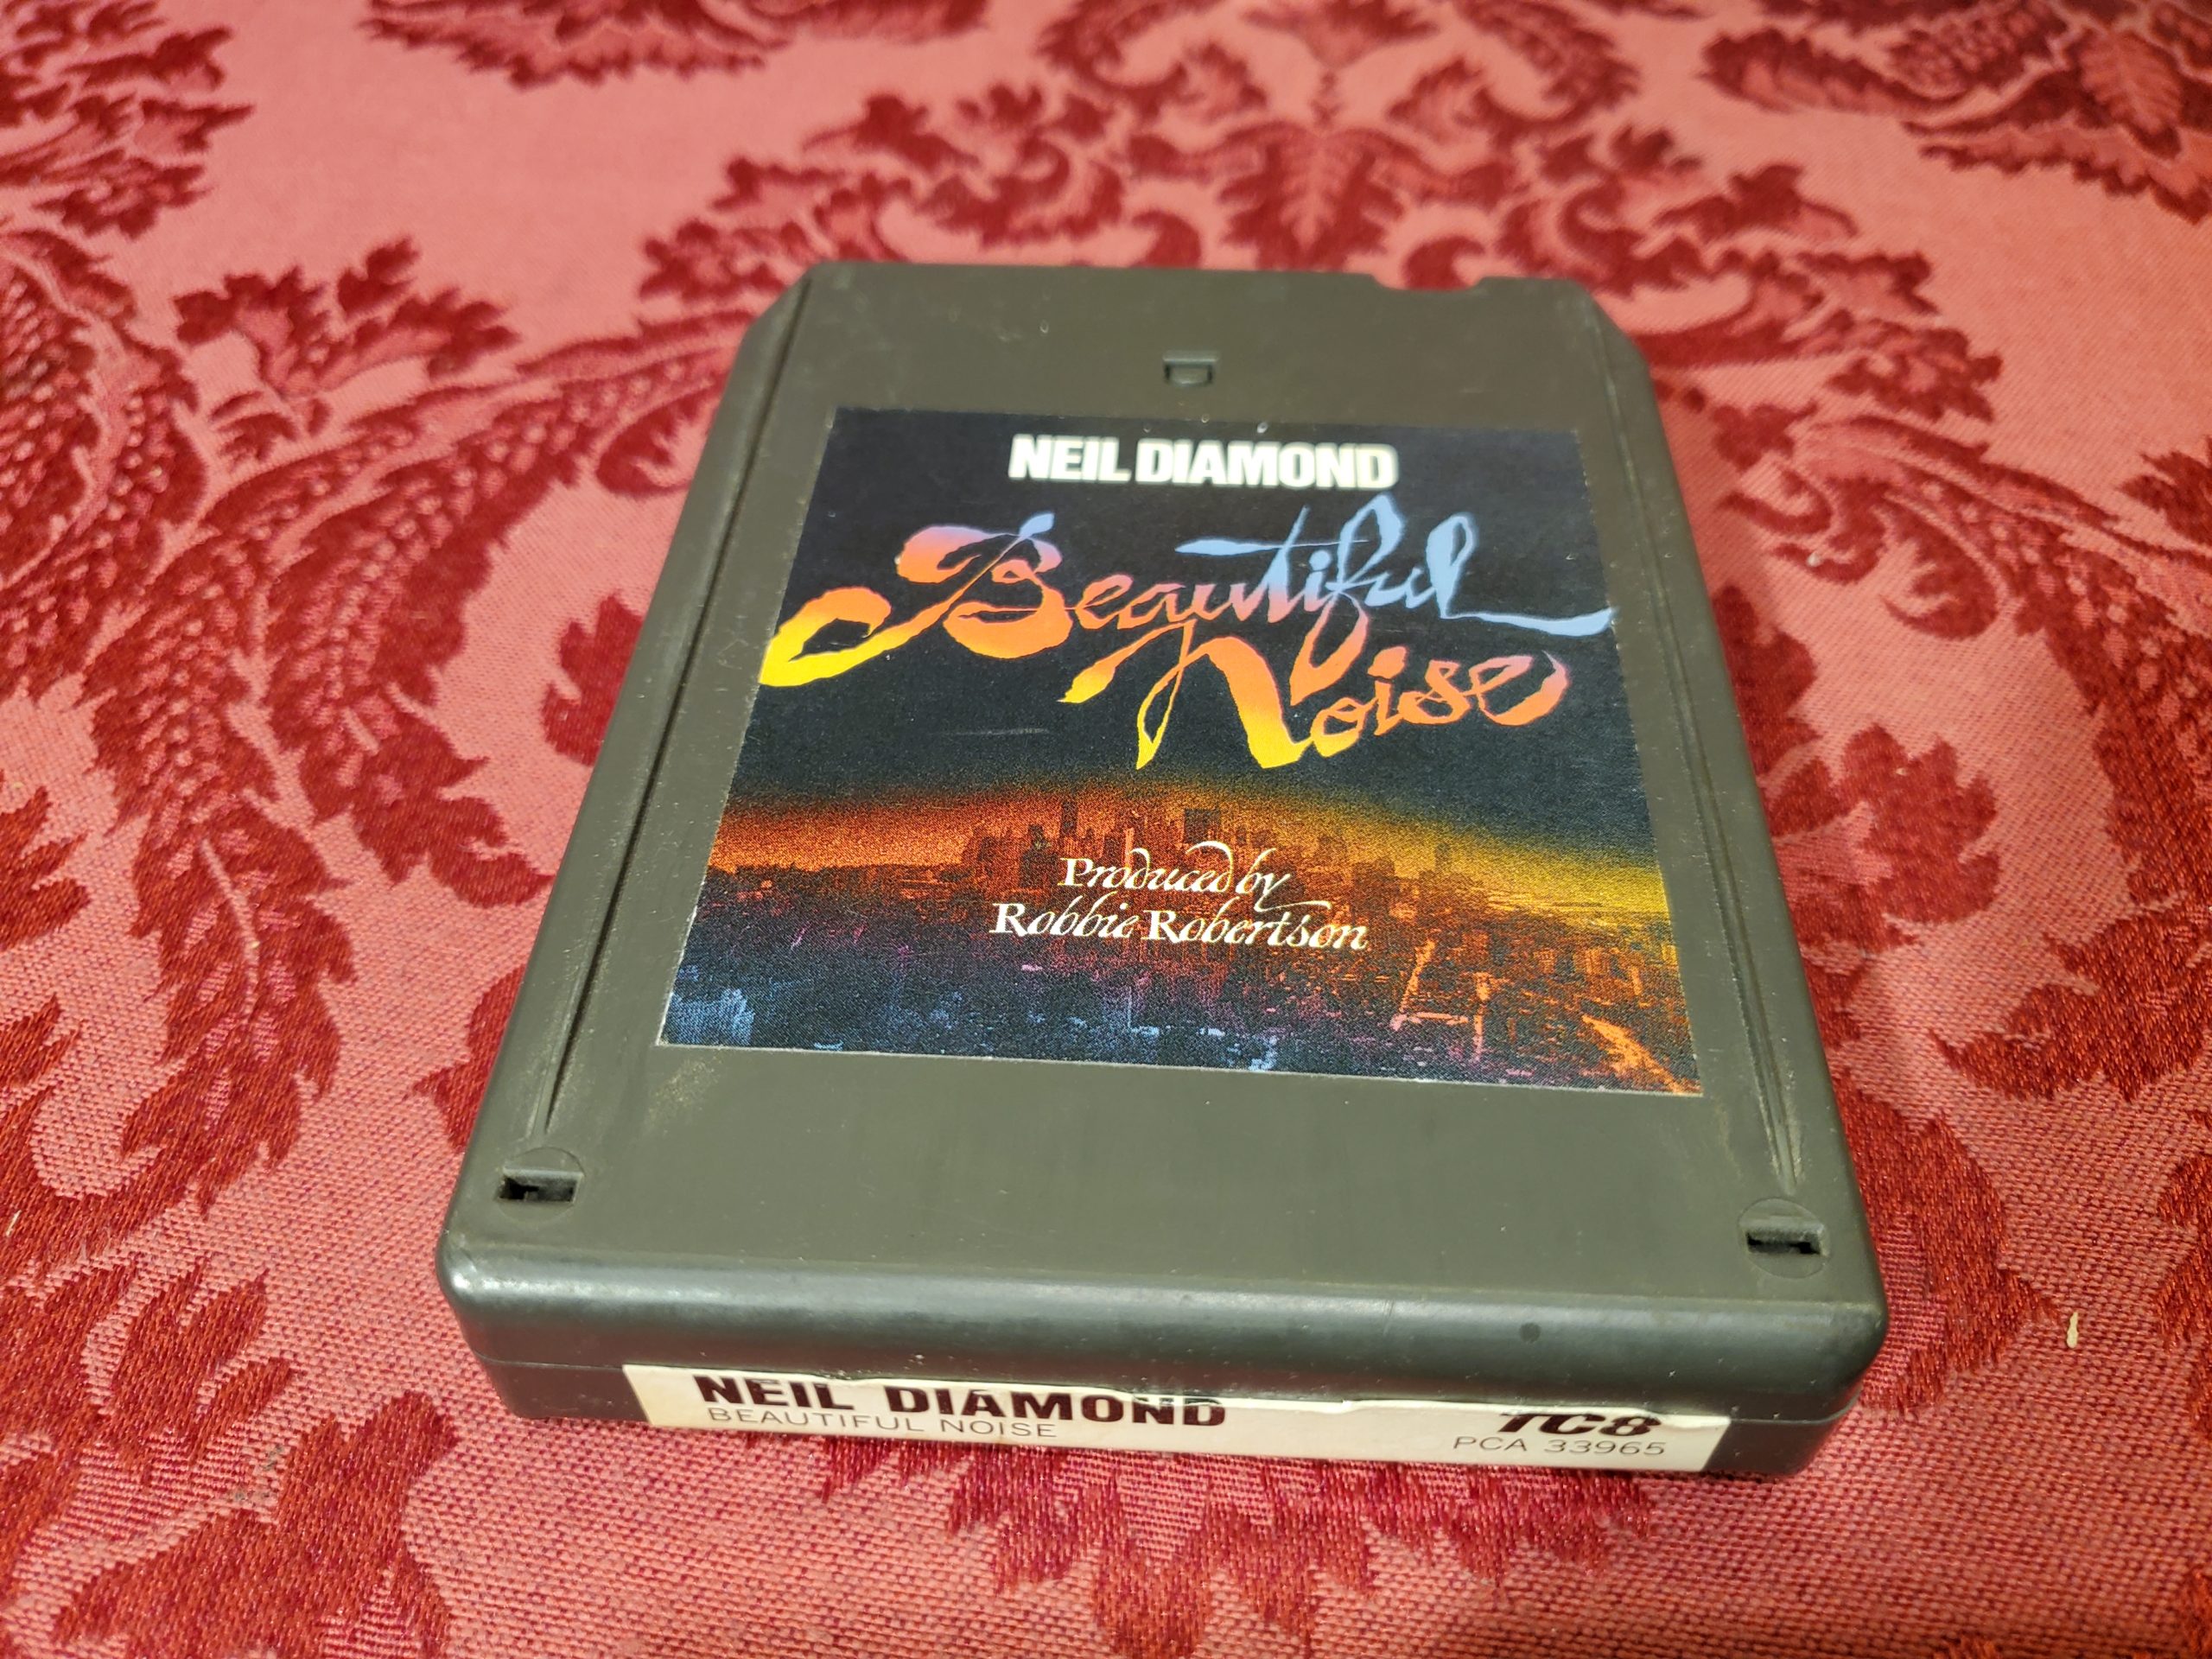 NEIL DIAMOND
Beautiful
Noise
Produced by
Robbie Robertson
NEIL DIAMOND
BEAUTIFUL NOISE
TC8
PCA 33965